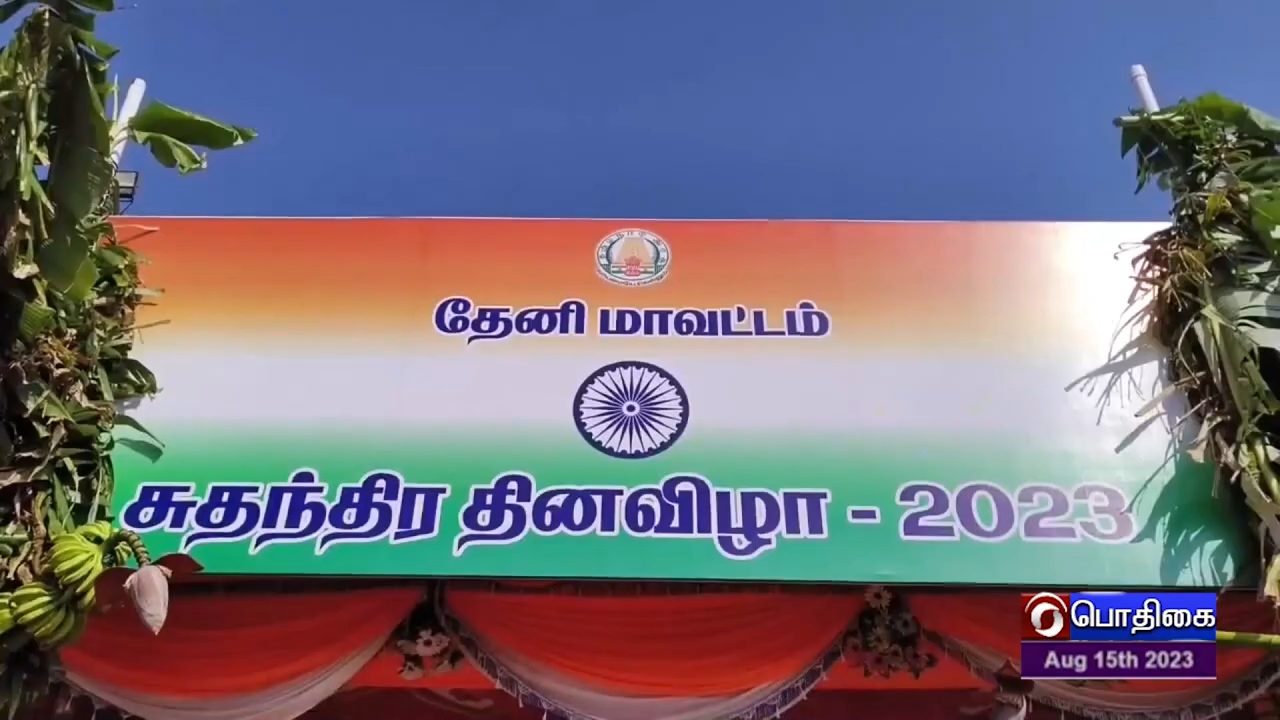 தேனி மாவட்டம்
சுதந்திர தினவிழா - 2023
பொதிகை
Aug 15th 2023